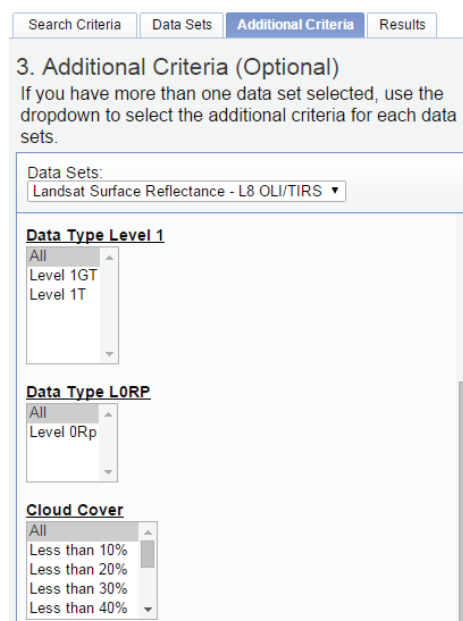 Search Criteria Data Sets Additional Criteria Results
3. Additional Criteria (Optional)
If you have more than one data set selected, use the
dropdown to select the additional criteria for each data
sets.
Data Sets:
Landsat Surface Reflectance - L8 OLI/TIRS
Data Type Level 1
All
Level 1GT
Level 1T
Data Type L0RP
All
Level 0Rp
Cloud Cover
All
Less than 10%
Less than 20%
Less than 30%
Less than 40%